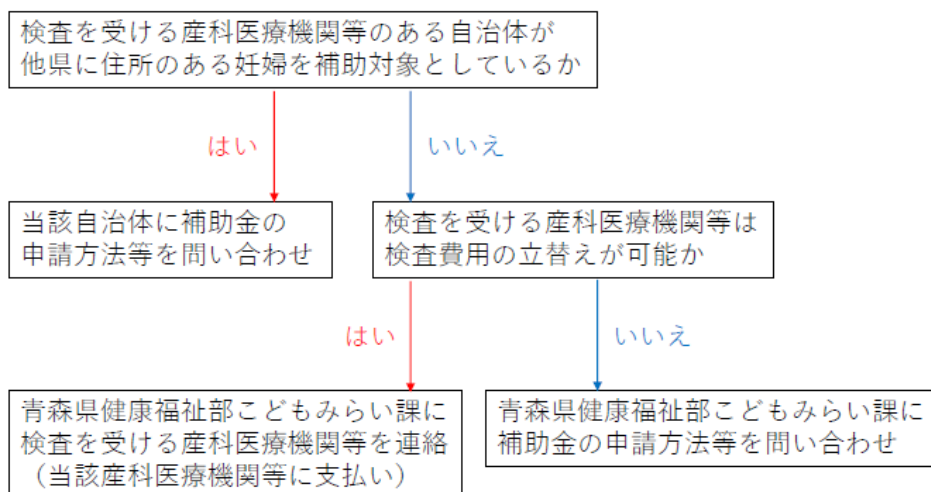 検査を受ける産科医療機関等のある自治体が
他県に住所のある妊婦を補助対象としているか
はい
いいえ
当該自治体に補助金の
申請方法等を問い合わせ
検査を受ける産科医療機関等は
検査費用の立替えが可能か
はい
いいえ
青森県健康福祉部こどもみらい課に
検査を受ける産科医療機関等を連絡
（当該産科医療機関等に支払い）
青森県健康福祉部こどもみらい課に
補助金の申請方法等を問い合わせ